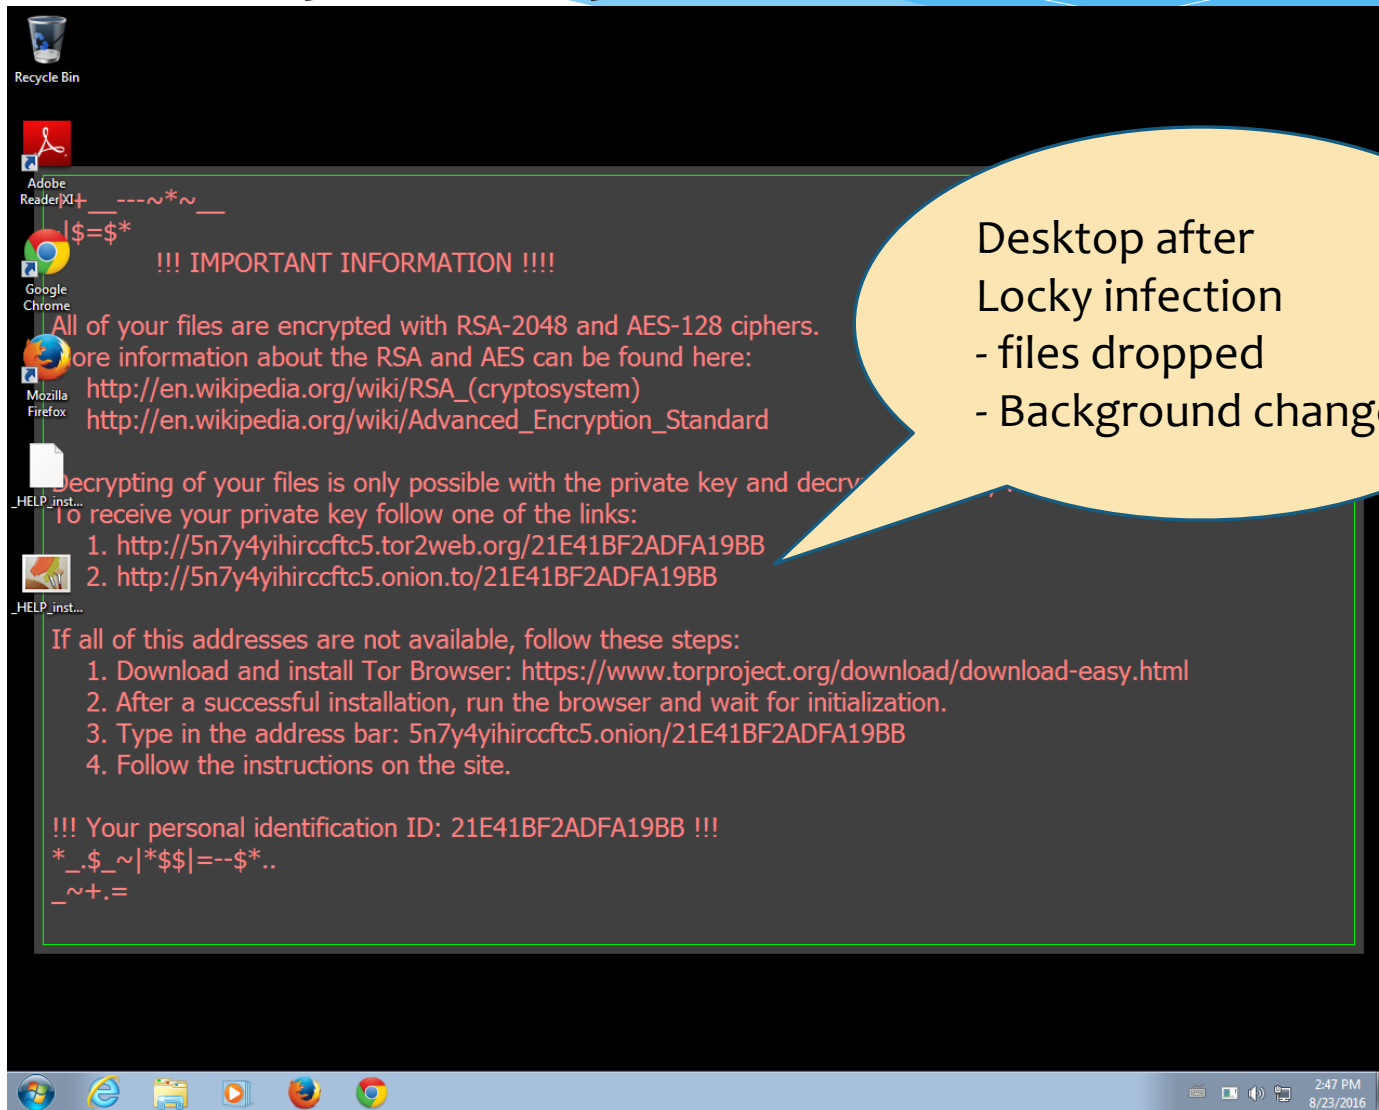 Recycle Bin
Adobe
Reader XI
Google
Chrome
Mozilla
Firefox
_HELP_inst...
_HELP_inst...
__---~*~__
|$=$*
!!! IMPORTANT INFORMATION !!!!
All of your files are encrypted with RSA-2048 and AES-128 ciphers.
ore information about the RSA and AES can be found here:
http://en.wikipedia.org/wiki/RSA_(cryptosystem)
http://en.wikipedia.org/wiki/Advanced_Encryption_Standard
Decrypting of your files is only possible with the private key and decry
To receive your private key follow one of the links:
1. http://5n7y4yihirccftc5.tor2web.org/21E41BF2ADFA19BB
2. http://5n7y4yihirccftc5.onion.to/21E41BF2ADFA19BB
If all of this addresses are not available, follow these steps:
1. Download and install Tor Browser: https://www.torproject.org/download/download-easy.html
2. After a successful installation, run the browser and wait for initialization.
3. Type in the address bar: 5n7y4yihirccftc5.onion/21E41BF2ADFA19BB
4. Follow the instructions on the site.
!!! Your personal identification ID: 21E41BF2ADFA19BB !!!
*_.$_~|*$$|=--$*..
_~+.=
Desktop after
Locky infection
- files dropped
- Background change
2:47 PM
8/23/2016